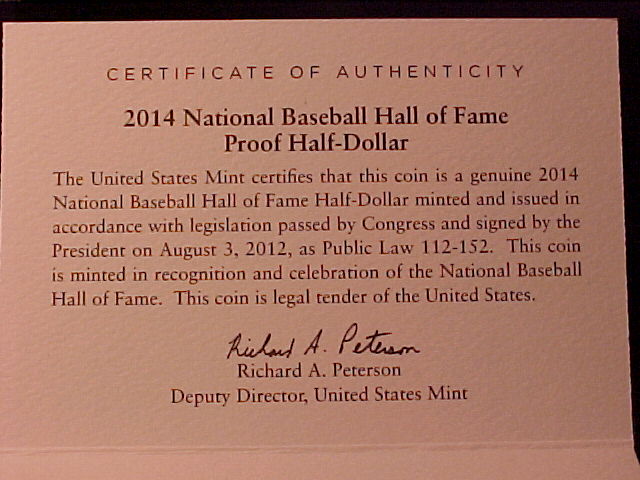 CERTIFICATE OF AUTHENTICITY
2014 National Baseball Hall of Fame
Proof Half-Dollar
The United States Mint certifies that this coin is a genuine 2014
National Baseball Hall of Fame Half-Dollar minted and issued in
accordance with legislation passed by Congress and signed by the
President on August 3, 2012, as Public Law 112-152. This coin
is minted in recognition and celebration of the National Baseball
Hall of Fame. This coin is legal tender of the United States.
Richard A. Peterson
Richard A. Peterson
Deputy Director, United States Mint